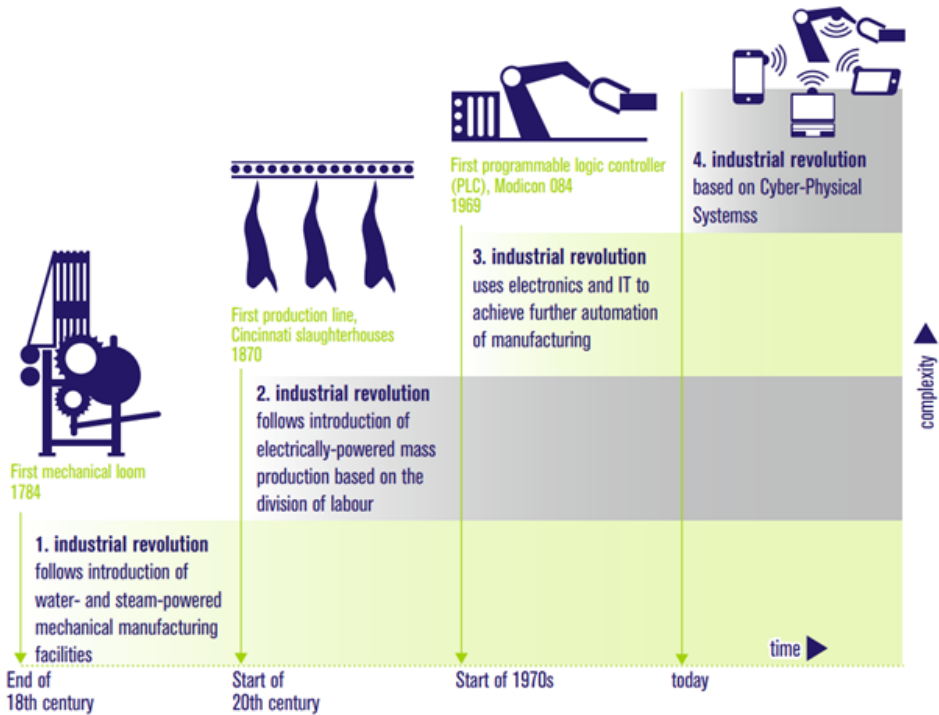 First mechanical loom
1784
1. industrial revolution
follows introduction of
water- and steam-powered
mechanical manufacturing
facilities
End of
18th century
First production line,
Cincinnati slaughterhouses
1870
2. industrial revolution
follows introduction of
electrically-powered mass
production based on the
division of labour
Start of
20th century
First programmable logic controller
(PLC), Modicon 084
1969
3. industrial revolution
uses electronics and IT to
achieve further automation
of manufacturing
Start of 1970s
4. industrial revolution
based on Cyber-Physical
Systemss
today
time
complexity